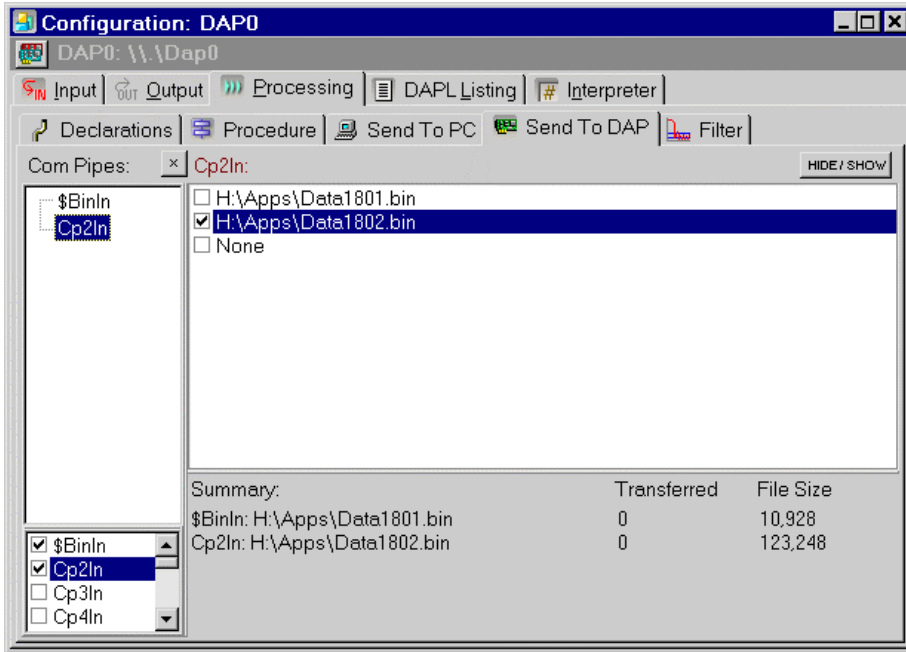 Configuration: DAP0
DAP0: \\.\Dap0
IN Input OUT Output Processing DAPL Listing # Interpreter
Declarations Procedure Send To PC Send To DAP Filter
Com Pipes: × Cp2In: HIDE / SHOW
$BinIn
Cp2In
H:\Apps\Data1801.bin
H:\Apps\Data1802.bin
None
Summary: Transferred File Size
$BinIn: H:\Apps\Data1801.bin 0 10,928
Cp2In: H:\Apps\Data1802.bin 0 123,248
$BinIn
Cp2In
Cp3In
Cp4In